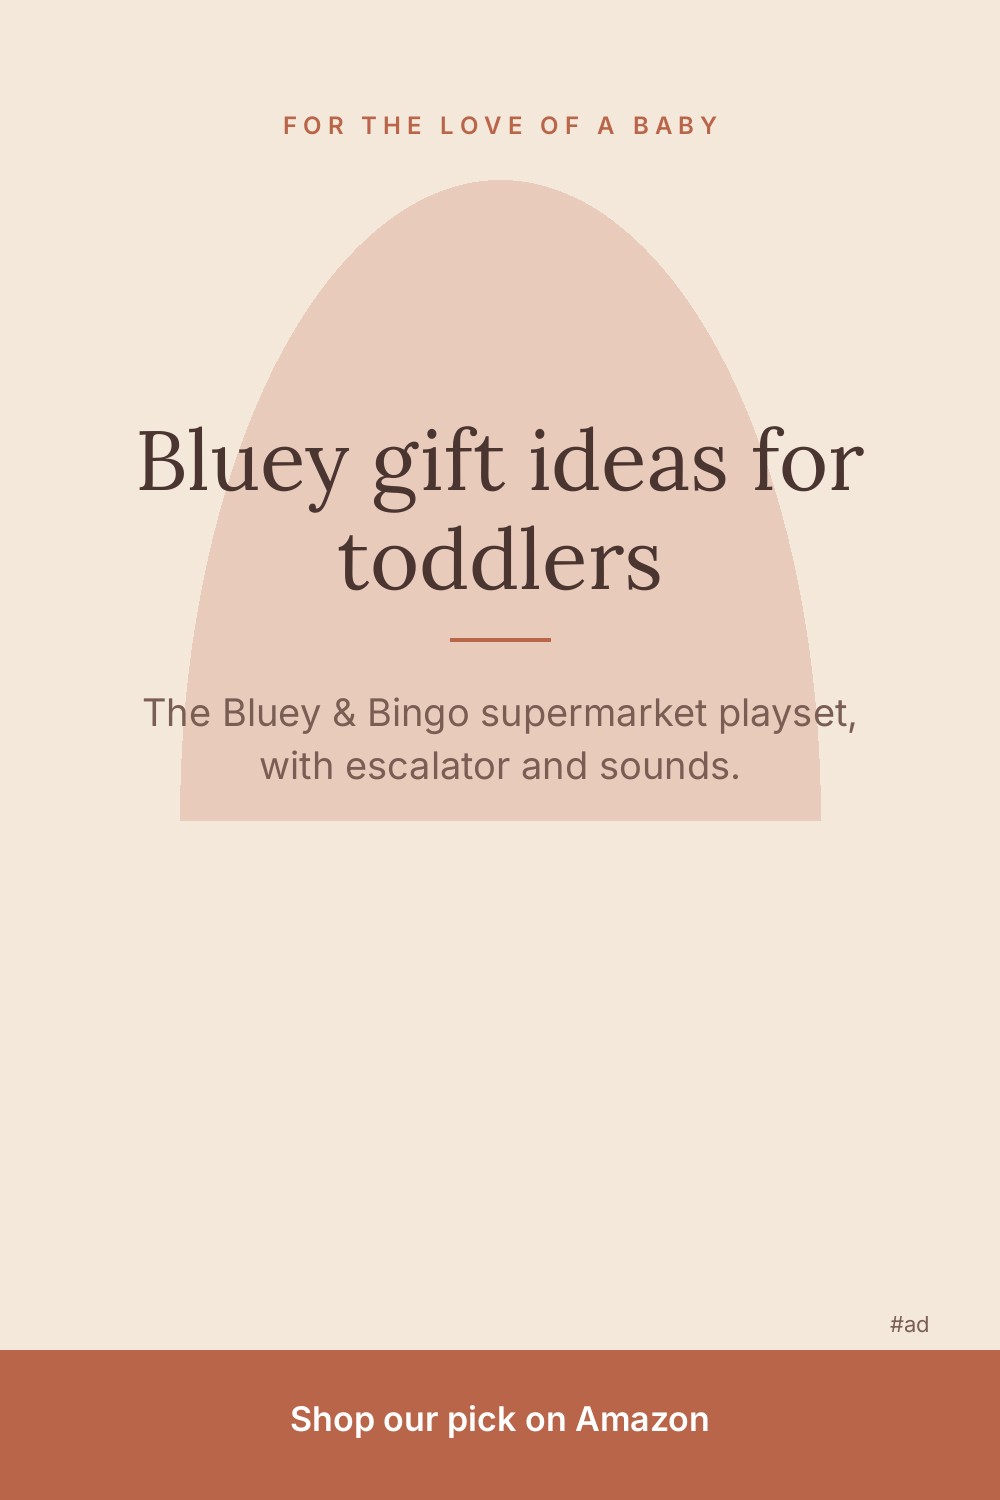 FOR THE LOVE OF A BABY
Bluey gift ideas for
toddlers
The Bluey & Bingo supermarket playset,
with escalator and sounds.
#ad
Shop our pick on Amazon